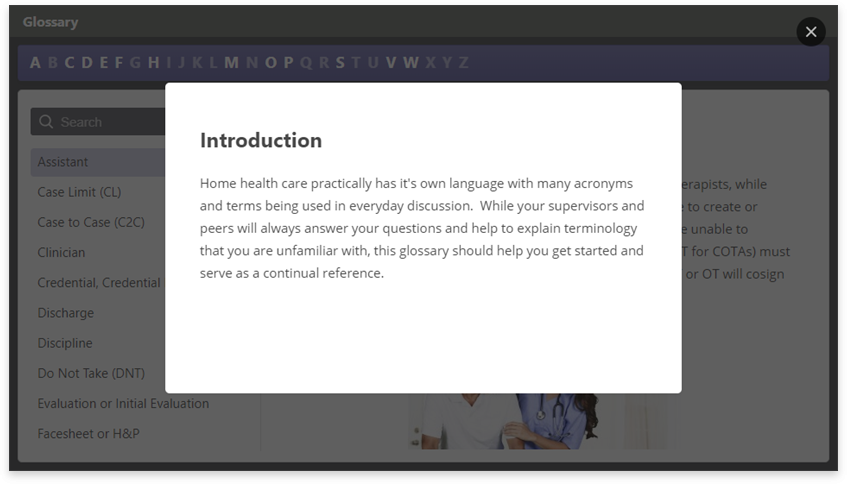 Glossary
A B C D E F G H I J K L M N O P Q R S T U V W X Y Z
Search
Assistant
Case Limit (CL)
Case to Case (C2C)
Clinician
Credential, Credential
Discharge
Discipline
Do Not Take (DNT)
Evaluation or Initial Evaluation
Facesheet or H&P
Introduction
Home health care practically has it's own language with many acronyms
and terms being used in everyday discussion.  While your supervisors and
peers will always answer your questions and help to explain terminology
that you are unfamiliar with, this glossary should help you get started and
serve as a continual reference.
while
to create or
unable to
for COTAs) must
or OT will cosign